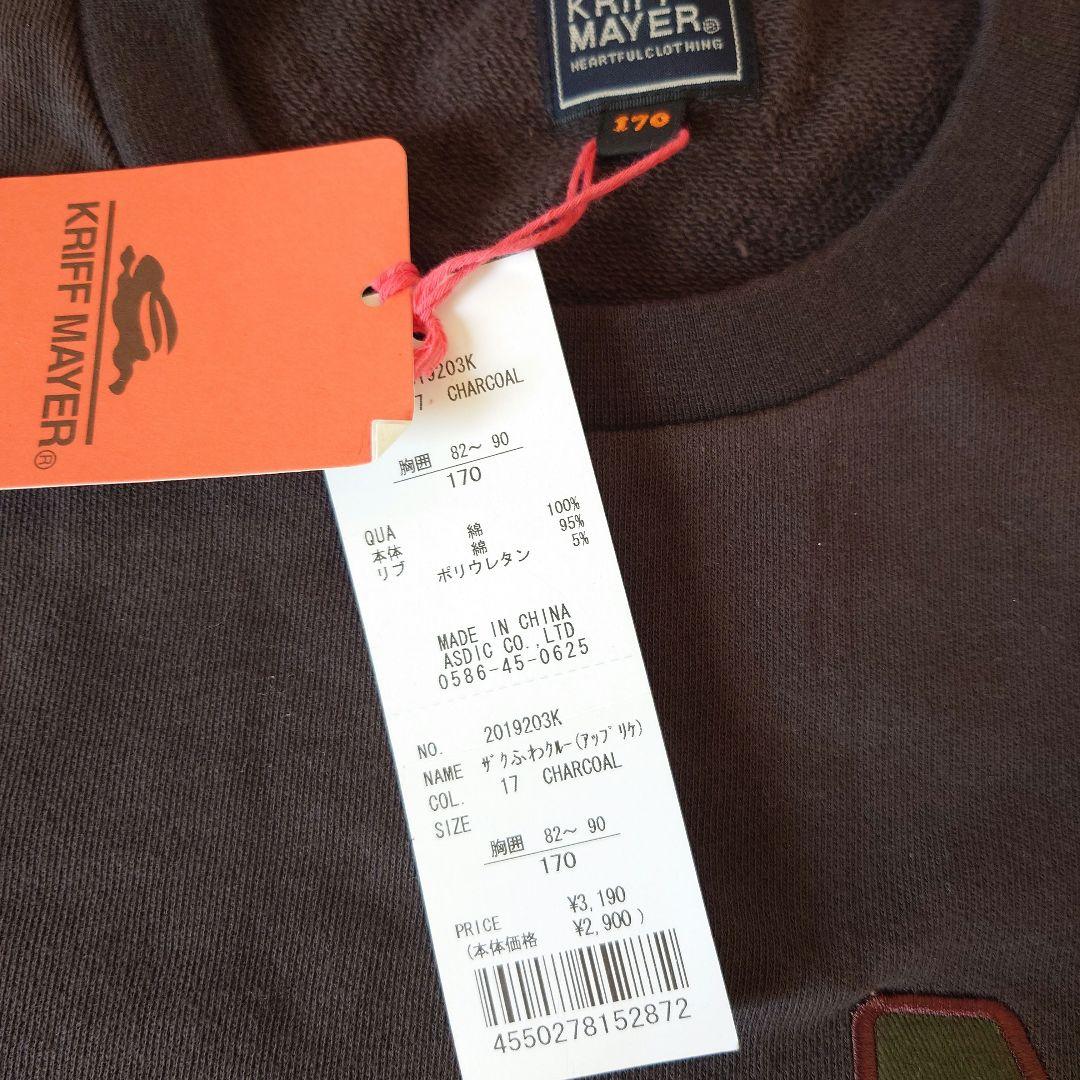 KRIFF
MAYER®
HEARTFULCLOTHING
170
KRIFF MAYER®
2019203K
17 CHARCOAL
胸囲 82～ 90
170
QUA 綿 100%
本体 綿 95%
リブ ポリウレタン 5%
MADE IN CHINA
ASDIC CO.,LTD
0586-45-0625
NO. 2019203K
NAME ｻﾞｸふわｸﾙｰ(ｱｯﾌﾟﾘｹ)
COL. 17 CHARCOAL
SIZE
胸囲 82～ 90
170
PRICE ¥3,190
(本体価格 ¥2,900 )
4550278152872